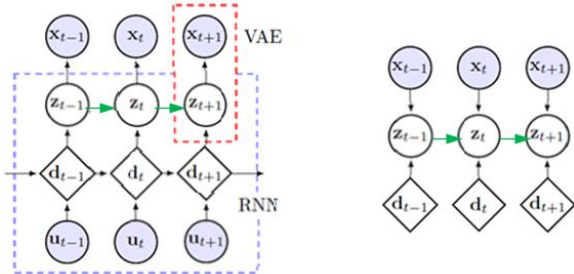 x_{t-1} x_t x_{t+1} VAE
z_{t-1} z_t z_{t+1}
d_{t-1} d_t d_{t+1}
RNN
u_{t-1} u_t u_{t+1}
x_{t-1} x_t x_{t+1}
z_{t-1} z_t z_{t+1}
d_{t-1} d_t d_{t+1}